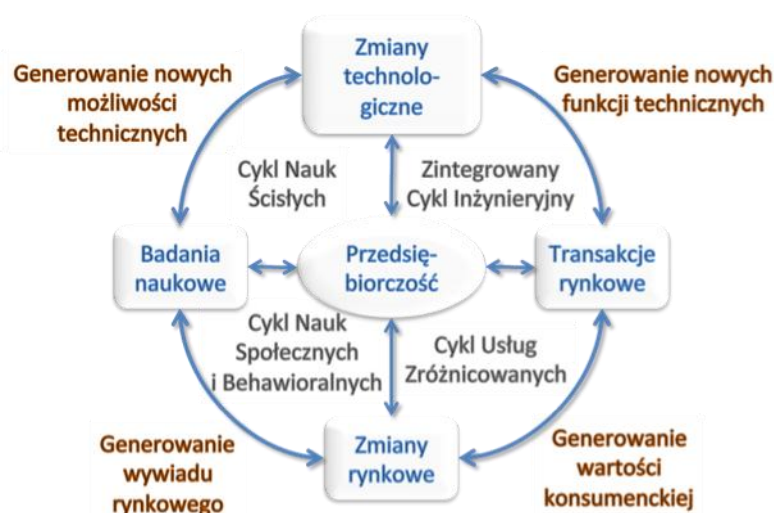 Zmiany
technolo-
giczne
Generowanie nowych
możliwości
technicznych
Generowanie nowych
funkcji technicznych
Cykl Nauk
Ścisłych
Zintegrowany
Cykl Inżynieryjny
Badania
naukowe
Przedsię-
biorczość
Transakcje
rynkowe
Cykl Nauk
Społecznych
i Behawioralnych
Cykl Usług
Zróżnicowanych
Generowanie
wywiadu
rynkowego
Zmiany
rynkowe
Generowanie
wartości
konsumenckiej